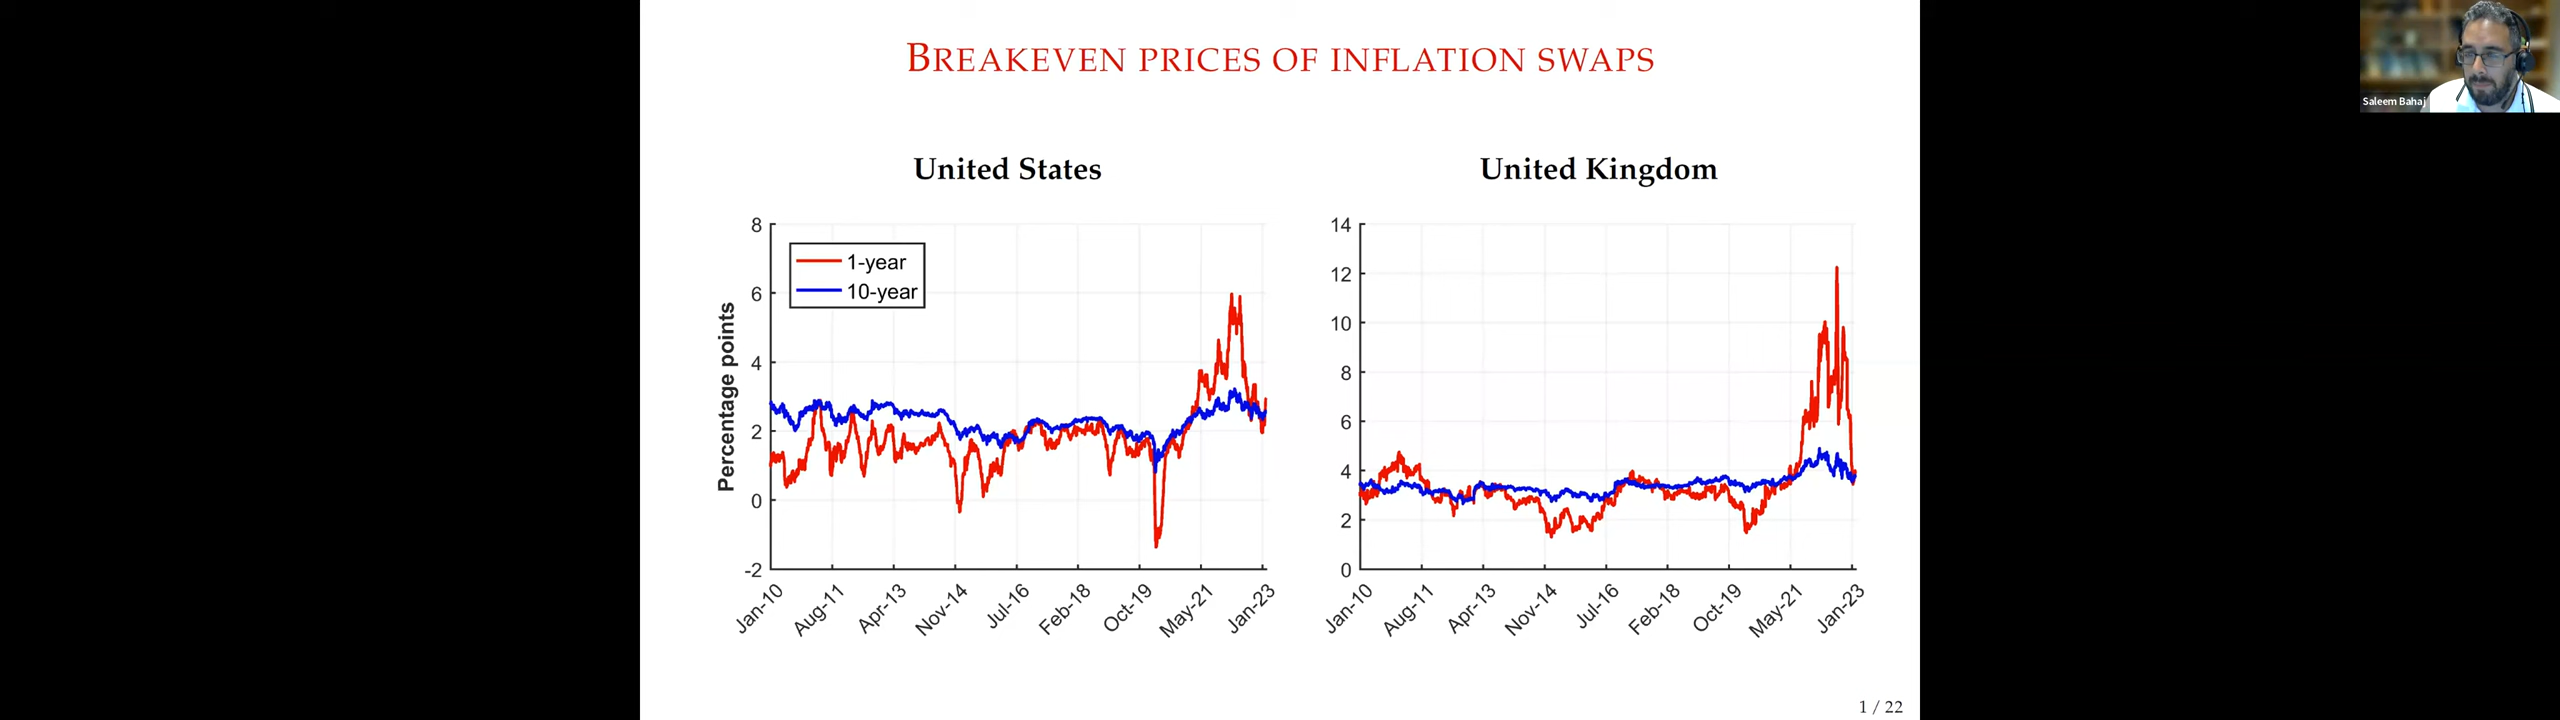 BREAKEVEN PRICES OF INFLATION SWAPS
Saleem Bahaj
United States
8
6
4
2
0
-2
Percentage points
1-year
10-year
Jan-10
Aug-11
Apr-13
Nov-14
Jul-16
Feb-18
Oct-19
May-21
Jan-23
United Kingdom
14
12
10
8
6
4
2
0
Jan-10
Aug-11
Apr-13
Nov-14
Jul-16
Feb-18
Oct-19
May-21
Jan-23
1 / 22